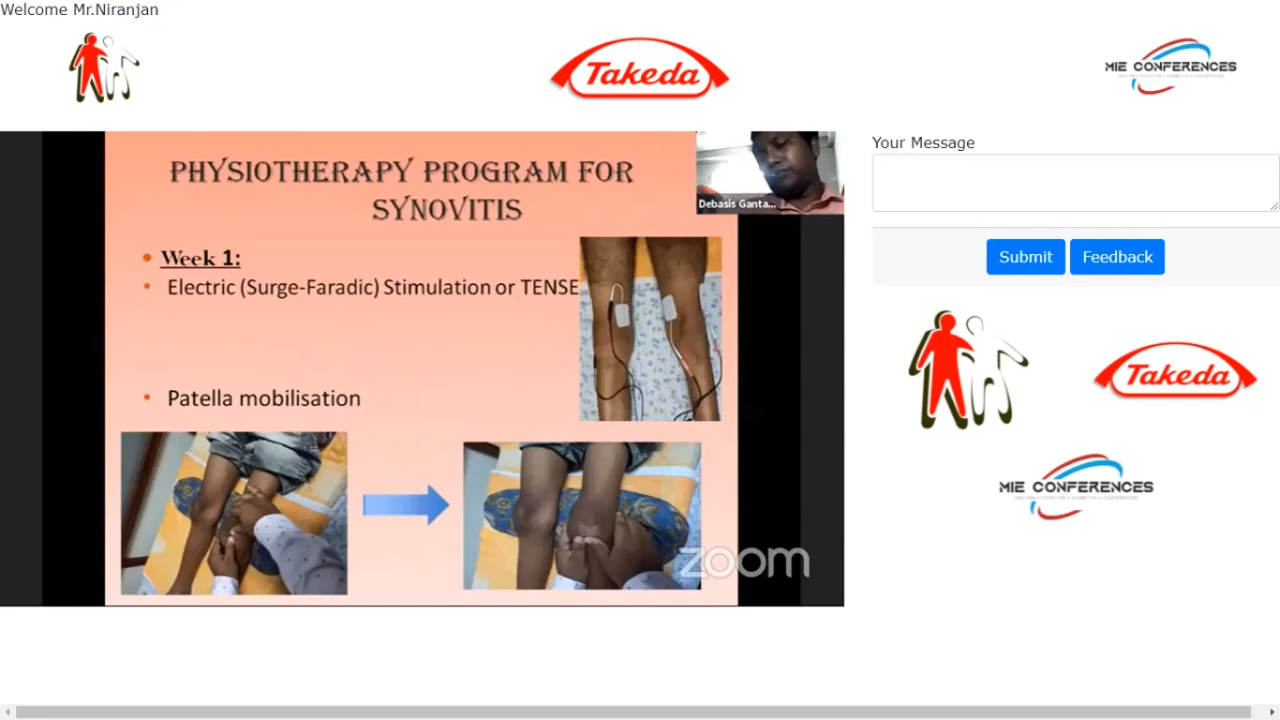 Welcome Mr.Niranjan
Takeda
MIE CONFERENCES
PHYSIOTHERAPY PROGRAM FOR
SYNOVITIS
Debasis Ganta...
• Week 1:
• Electric (Surge-Faradic) Stimulation or TENSE
• Patella mobilisation
zoom
Your Message
Submit
Feedback
Takeda
MIE CONFERENCES